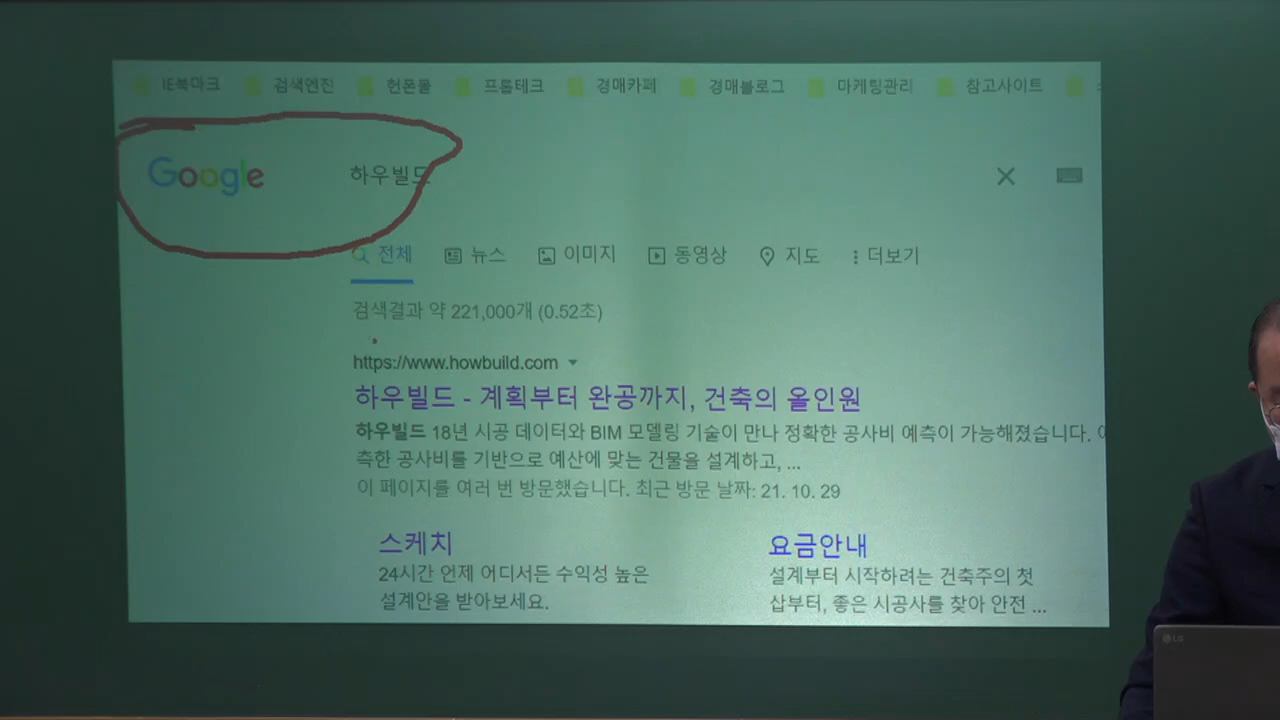 IE북마크 검색엔진 헌폰돌 프롭테크 경매카페 경매블로그 마케팅관리 참고사이트
Google 하우빌드
전체 뉴스 이미지 동영상 지도 더보기
검색결과 약 221,000개 (0.52초)
https://www.howbuild.com
하우빌드 - 계획부터 완공까지, 건축의 올인원
하우빌드 18년 시공 데이터와 BIM 모델링 기술이 만나 정확한 공사비 예측이 가능해졌습니다.
측한 공사비를 기반으로 예산에 맞는 건물을 설계하고, ...
이 페이지를 여러 번 방문했습니다. 최근 방문 날짜: 21. 10. 29
스케치
24시간 언제 어디서든 수익성 높은
설계안을 받아보세요.
요금안내
설계부터 시작하려는 건축주의 첫
삽부터, 좋은 시공사를 찾아 안전 ...
LG